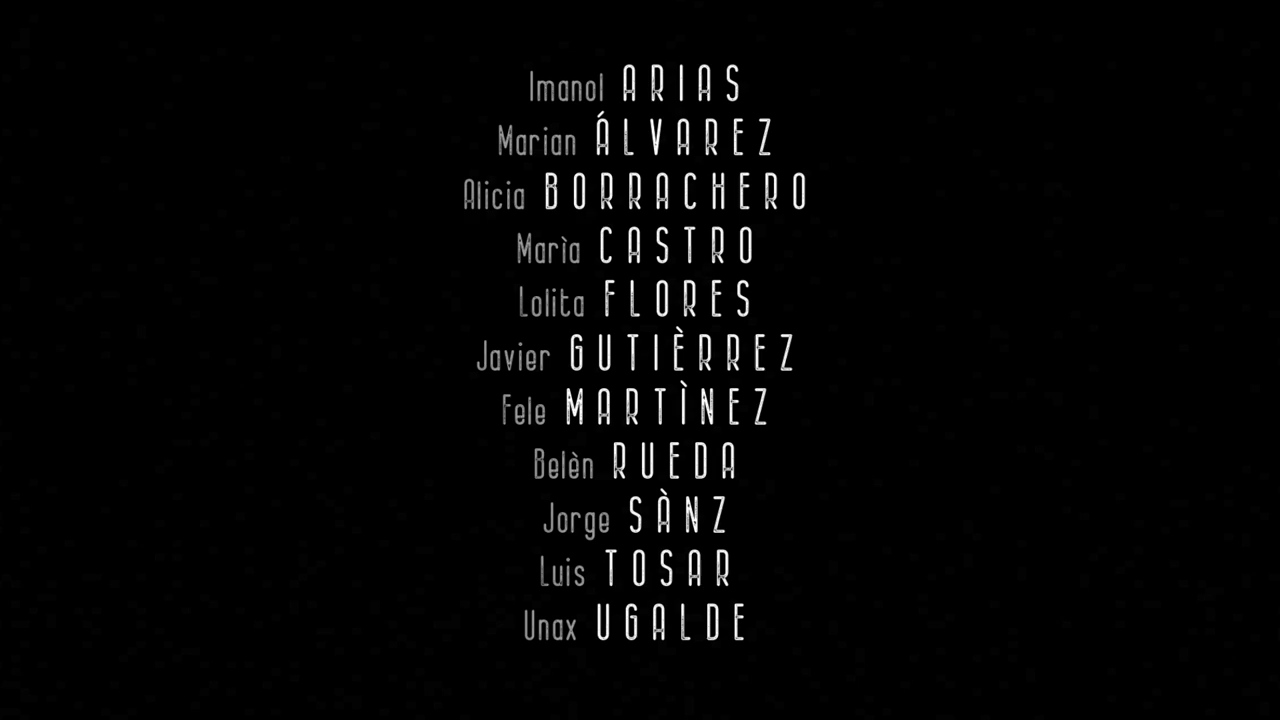 Imanol ARIAS
Marian ÁLVAREZ
Alicia BORRACHERO
Marìa CASTRO
Lolita FLORES
Javier GUTIÈRREZ
Fele MARTÌNEZ
Belèn RUEDA
Jorge SÀNZ
Luis TOSAR
Unax UGALDE